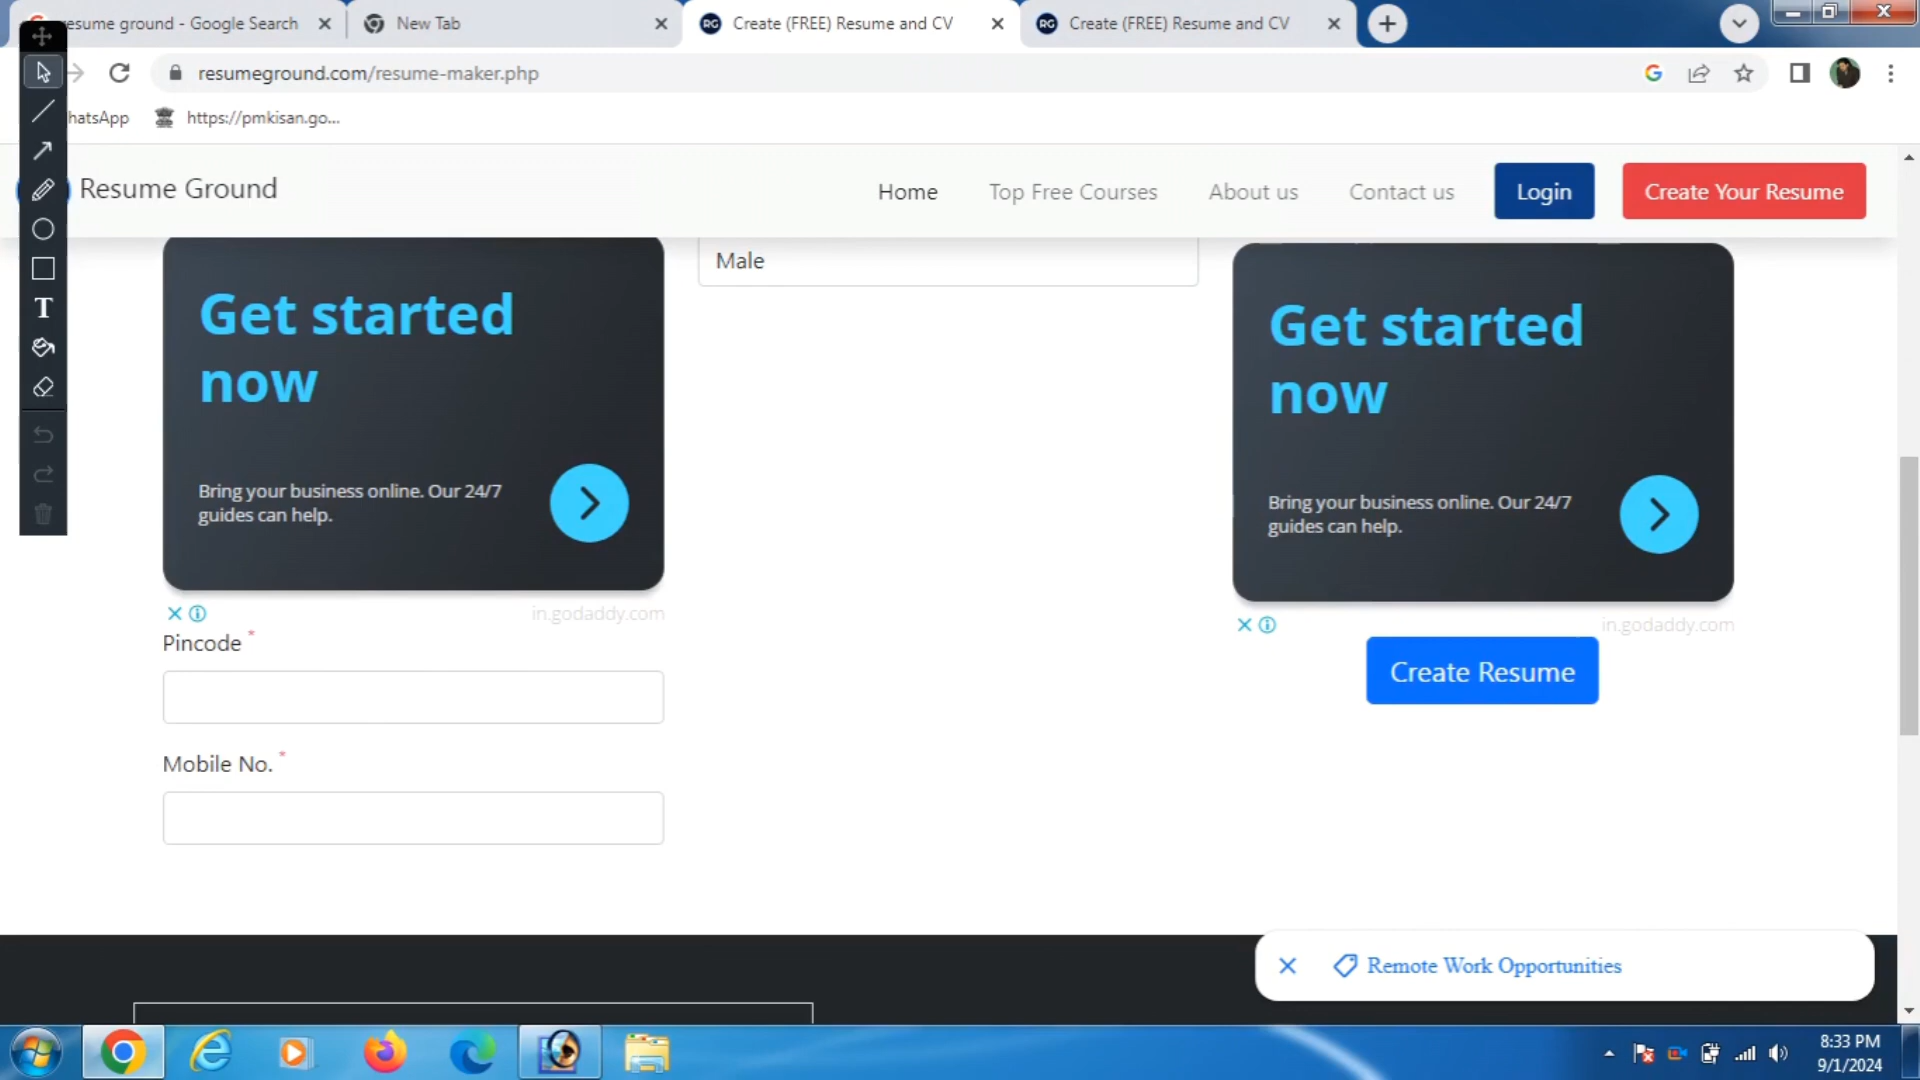 resume ground - Google Search
New Tab
Create (FREE) Resume and CV
Create (FREE) Resume and CV
resumeground.com/resume-maker.php
hatsApp
https://pmkisan.go...
Resume Ground
Home
Top Free Courses
About us
Contact us
Login
Create Your Resume
Male
Get started
now
Bring your business online. Our 24/7
guides can help.
in.godaddy.com
Get started
now
Bring your business online. Our 24/7
guides can help.
in.godaddy.com
Pincode *
Create Resume
Mobile No. *
Remote Work Opportunities
T
8:33 PM
9/1/2024